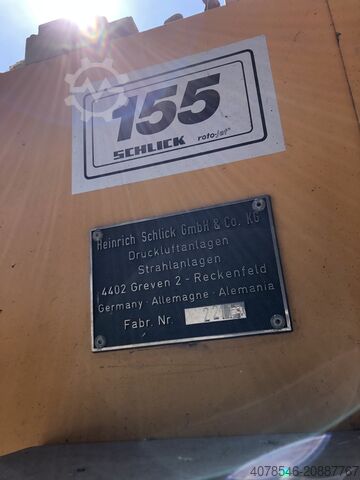 155
SCHLICK roto-jet
Heinrich Schlick GmbH & Co. KG
Druckluftanlagen
Strahlanlagen
4402 Greven 2 - Reckenfeld
Germany - Allemagne - Alemania
Fabr. Nr.
4078546-20887767